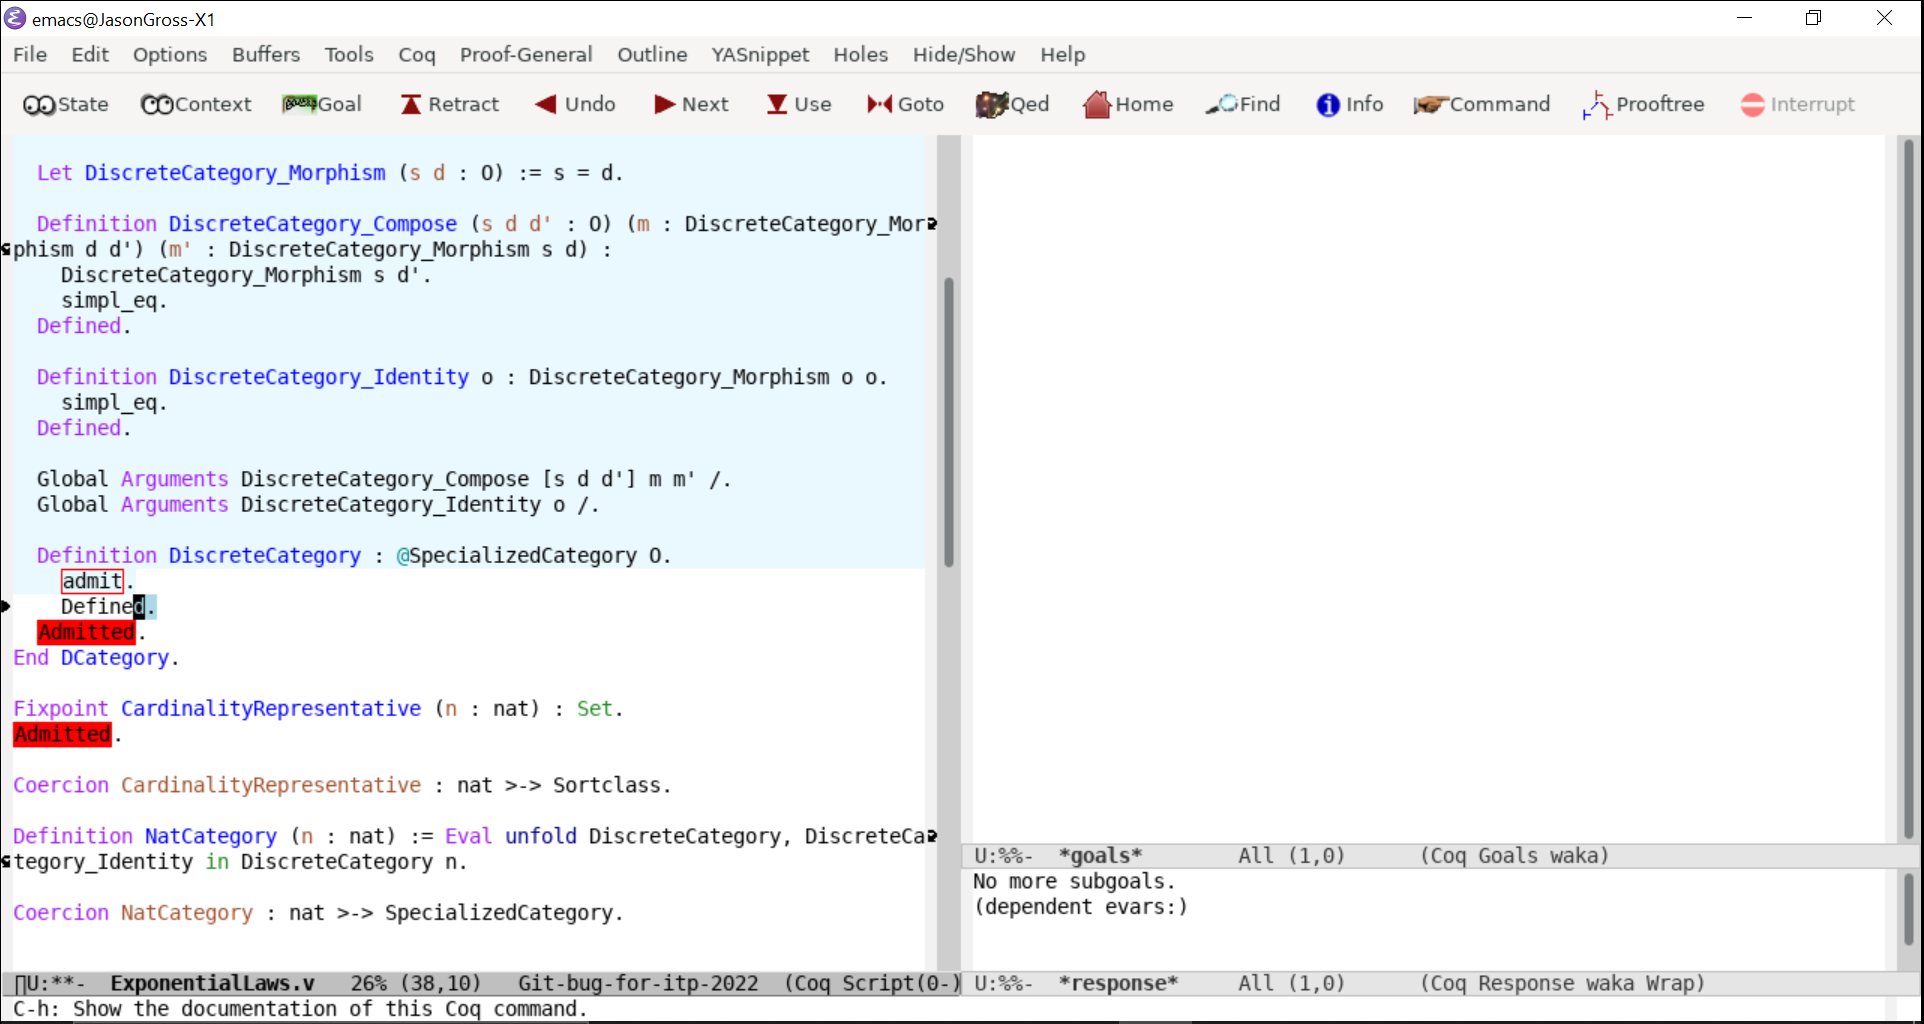 emacs@JasonGross-X1
File Edit Options Buffers Tools Coq Proof-General Outline YASnippet Holes Hide/Show Help
State Context Goal Retract Undo Next Use Goto Qed Home Find Info Command Prooftree Interrupt
Let DiscreteCategory_Morphism (s d : O) := s = d.
Definition DiscreteCategory_Compose (s d d' : O) (m : DiscreteCategory_Mor
phism d d') (m' : DiscreteCategory_Morphism s d) :
DiscreteCategory_Morphism s d'.
simpl_eq.
Defined.
Definition DiscreteCategory_Identity o : DiscreteCategory_Morphism o o.
simpl_eq.
Defined.
Global Arguments DiscreteCategory_Compose [s d d'] m m' /.
Global Arguments DiscreteCategory_Identity o /.
Definition DiscreteCategory : @SpecializedCategory O.
admit.
Defined.
Admitted.
End DCategory.
Fixpoint CardinalityRepresentative (n : nat) : Set.
Admitted.
Coercion CardinalityRepresentative : nat >-> Sortclass.
Definition NatCategory (n : nat) := Eval unfold DiscreteCategory, DiscreteCa
tegory_Identity in DiscreteCategory n.
Coercion NatCategory : nat >-> SpecializedCategory.
U:**- ExponentialLaws.v 26% (38,10) Git-bug-for-itp-2022 (Coq Script(0-)
C-h: Show the documentation of this Coq command.
U:%%- *goals* All (1,0) (Coq Goals waka)
No more subgoals.
(dependent evars:)
U:%%- *response* All (1,0) (Coq Response waka Wrap)